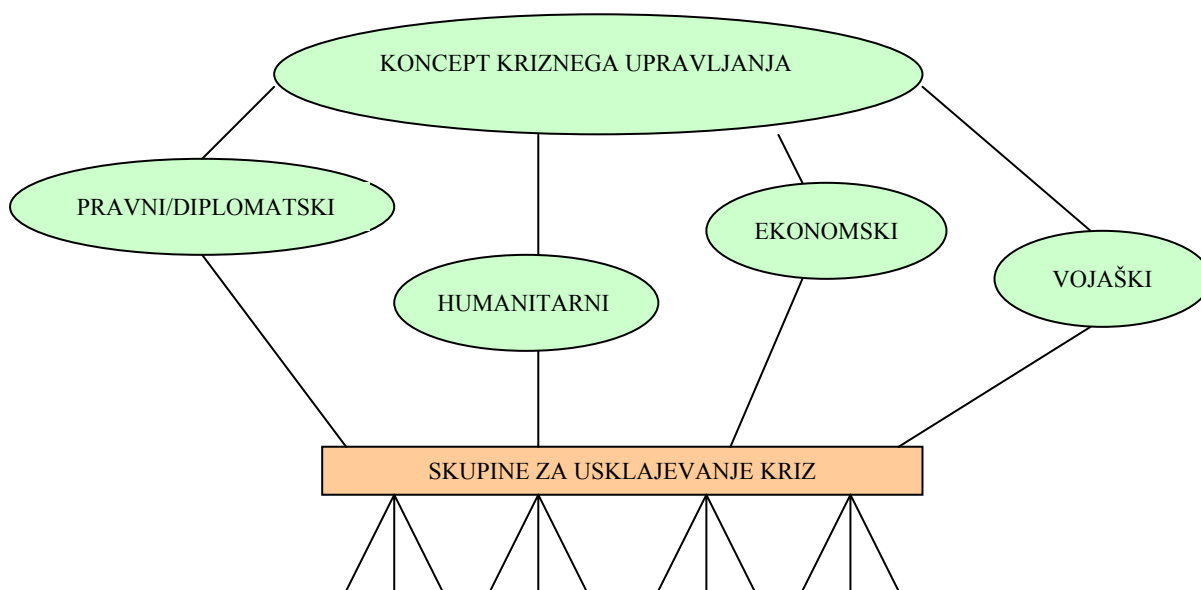 KONCEPT KRIZNEGA UPRAVLJANJA
PRAVNI/DIPLOMATSKI
EKONOMSKI
VOJAŠKI
HUMANITARNI
SKUPINE ZA USKLAJEVANJE KRIZ